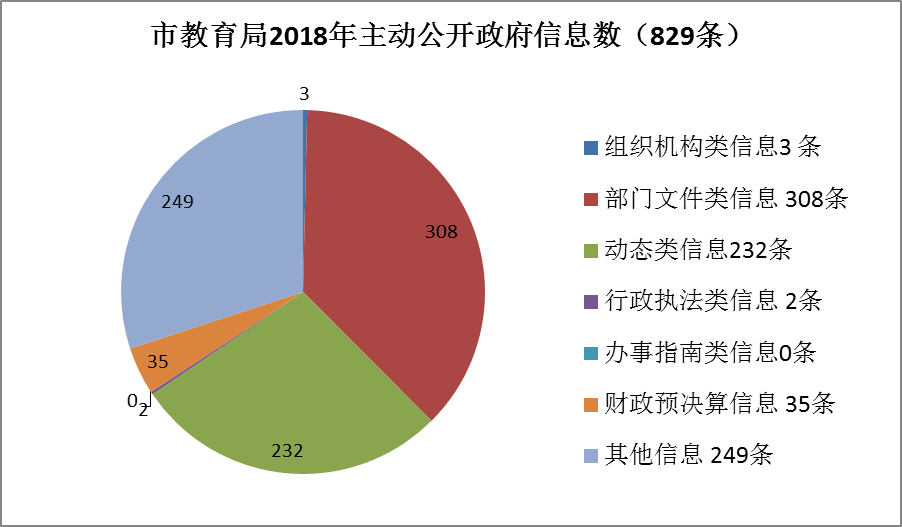 市教育局2018年主动公开政府信息数（829条）
3
249
308
35
0
2
232
组织机构类信息3 条
部门文件类信息 308条
动态类信息232条
行政执法类信息 2条
办事指南类信息0条
财政预决算信息 35条
其他信息 249条